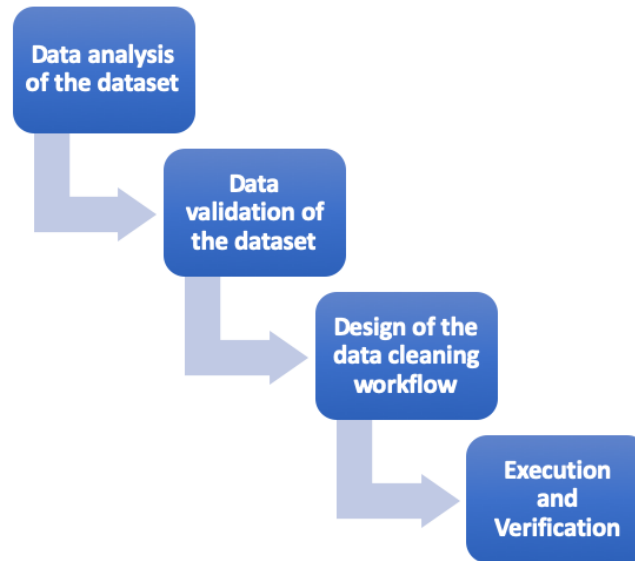 Data analysis
of the dataset
Data
validation of
the dataset
Design of the
data cleaning
workflow
Execution
and
Verification